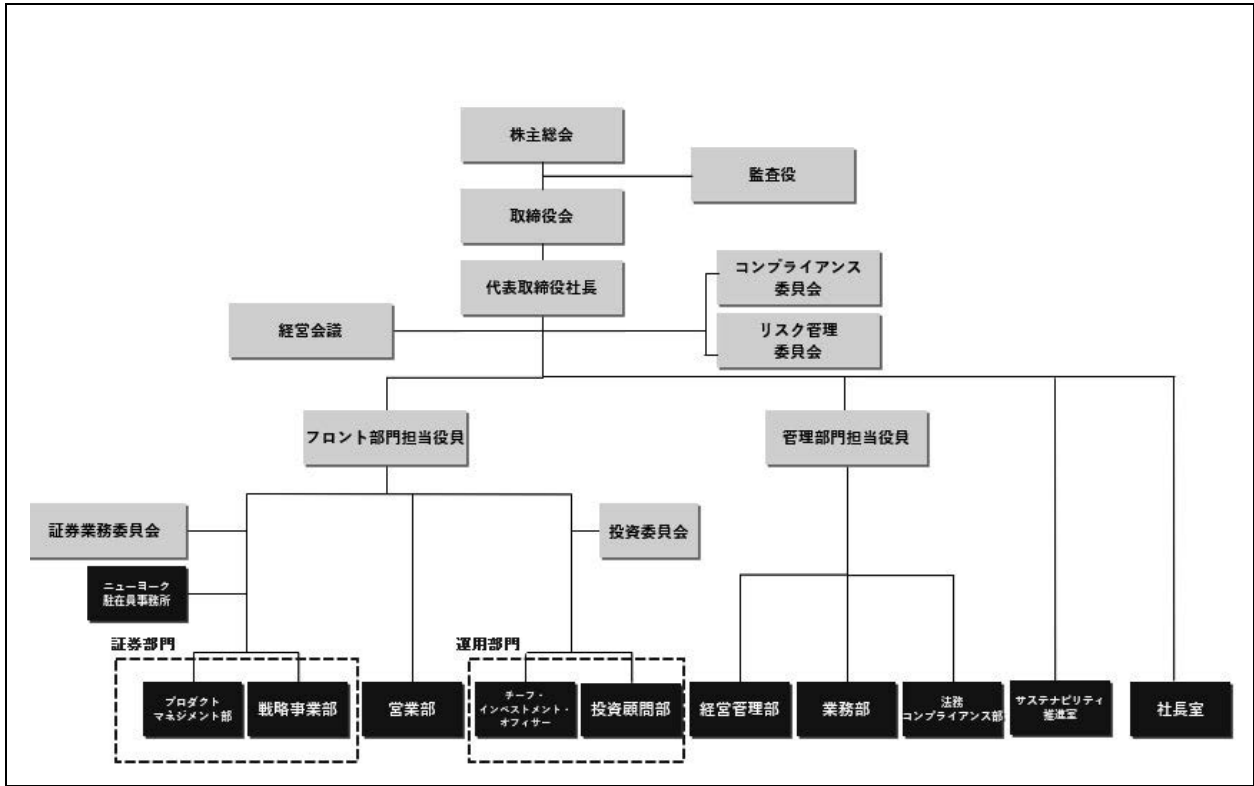 株主総会
監査役
取締役会
代表取締役社長
コンプライアンス
委員会
経営会議
リスク管理
委員会
フロント部門担当役員
管理部門担当役員
証券業務委員会
投資委員会
ニューヨーク
駐在員事務所
証券部門
運用部門
プロダクト
マネジメント部
戦略事業部
営業部
チーフ・
インベストメント・
オフィサー
投資顧問部
経営管理部
業務部
法務
コンプライアンス部
サステナビリティ
推進室
社長室